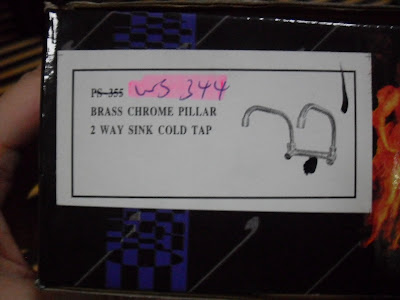 PS-355 WS 344
BRASS CHROME PILLAR
2 WAY SINK COLD TAP